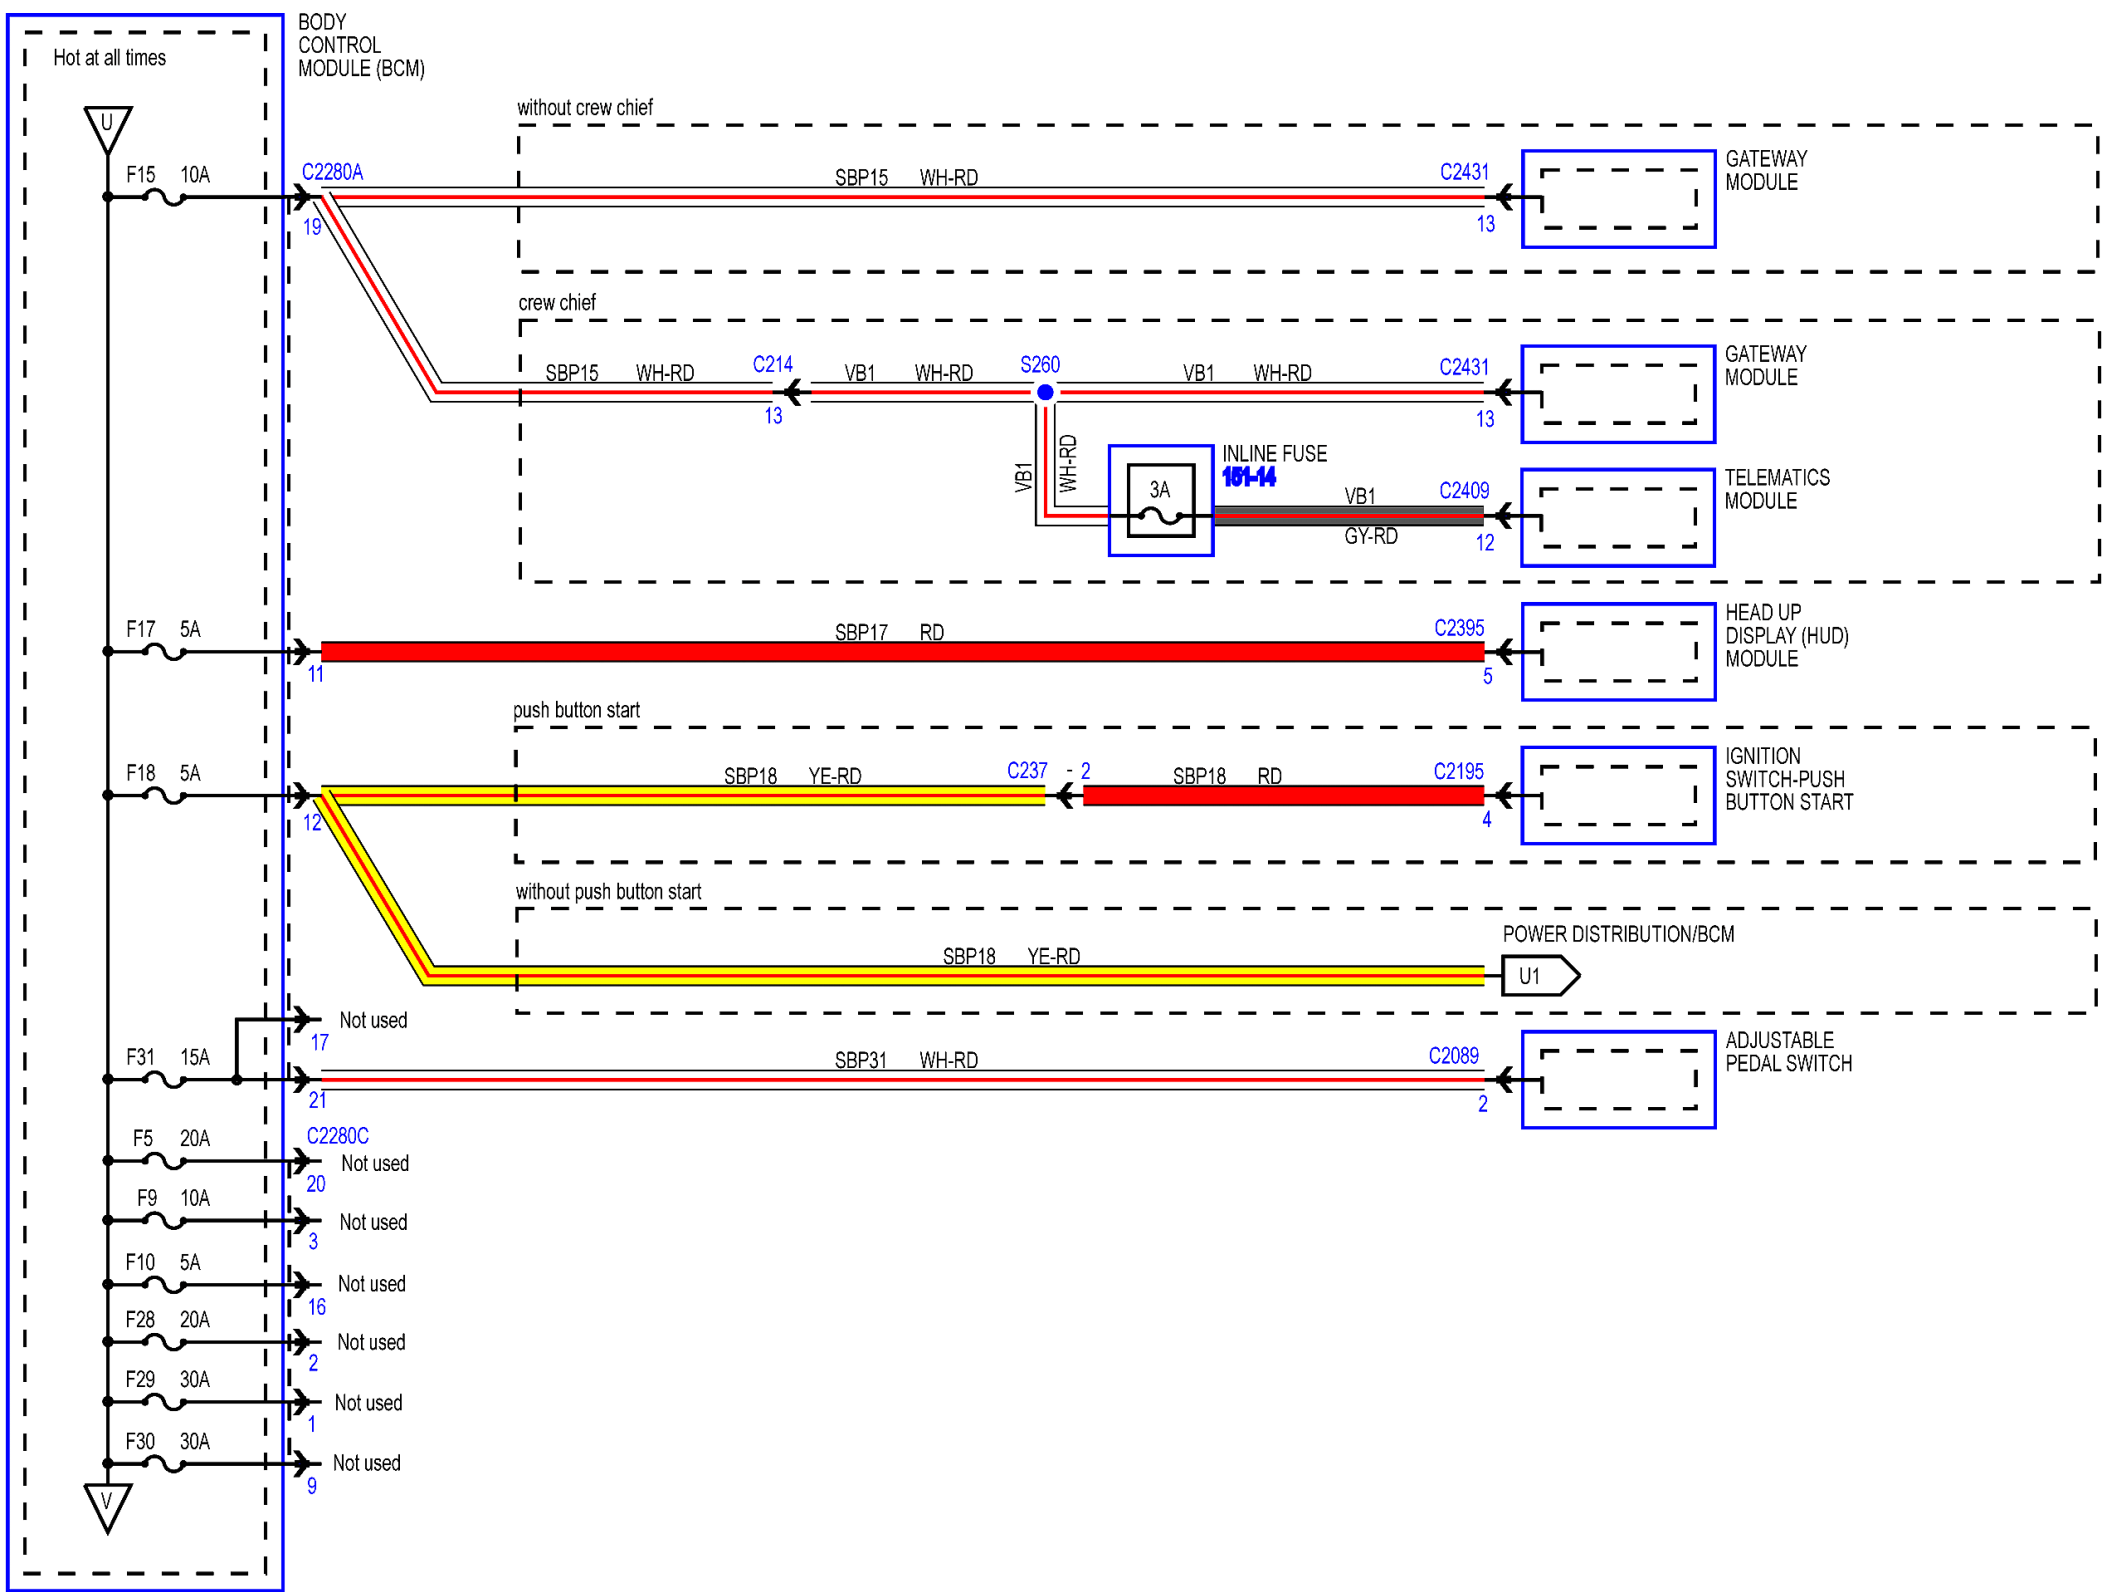 BODY
CONTROL
MODULE (BCM)
Hot at all times
U
without crew chief
F15 10A
C2280A
19
SBP15 WH-RD
C2431
13
GATEWAY
MODULE
crew chief
SBP15 WH-RD
C214
13
VB1 WH-RD
S260
VB1 WH-RD
C2431
13
GATEWAY
MODULE
VB1
WH-RD
3A
INLINE FUSE
151-14
VB1
GY-RD
C2409
12
TELEMATICS
MODULE
F17 5A
11
SBP17 RD
C2395
5
HEAD UP
DISPLAY (HUD)
MODULE
push button start
F18 5A
12
SBP18 YE-RD
C237 - 2
SBP18 RD
C2195
4
IGNITION
SWITCH-PUSH
BUTTON START
without push button start
SBP18 YE-RD
POWER DISTRIBUTION/BCM
U1
Not used
17
F31 15A
21
SBP31 WH-RD
C2089
2
ADJUSTABLE
PEDAL SWITCH
F5 20A
C2280C
Not used
20
F9 10A
Not used
3
F10 5A
Not used
16
F28 20A
Not used
2
F29 30A
Not used
1
F30 30A
Not used
9
V